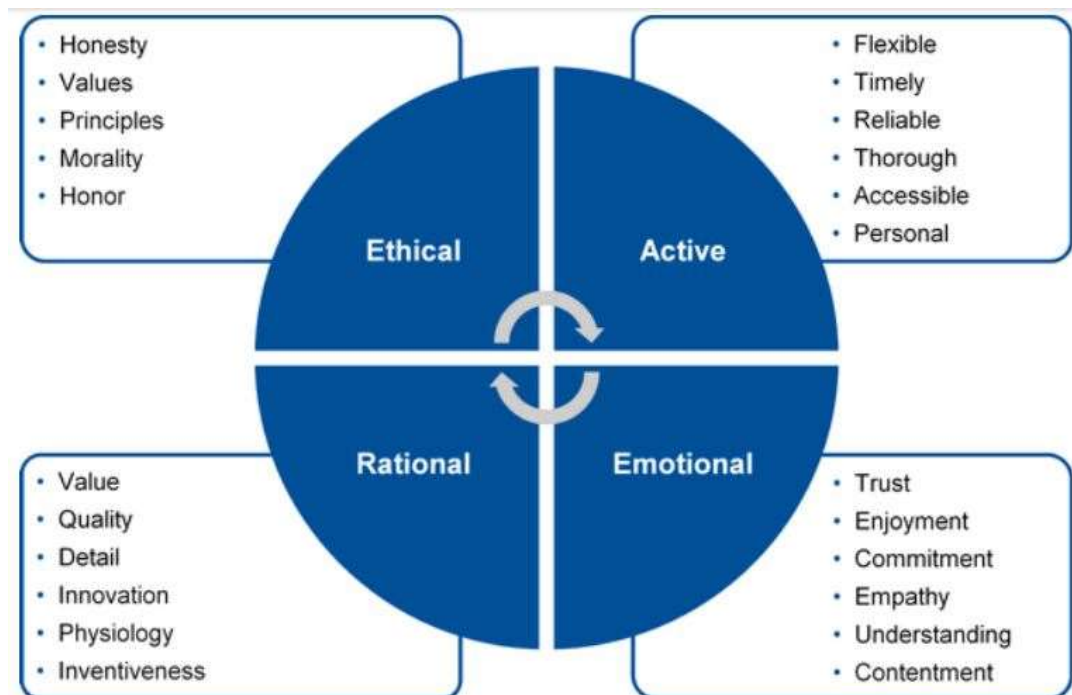 Honesty
Values
Principles
Morality
Honor
Flexible
Timely
Reliable
Thorough
Accessible
Personal
Ethical
Active
Rational
Emotional
Value
Quality
Detail
Innovation
Physiology
Inventiveness
Trust
Enjoyment
Commitment
Empathy
Understanding
Contentment